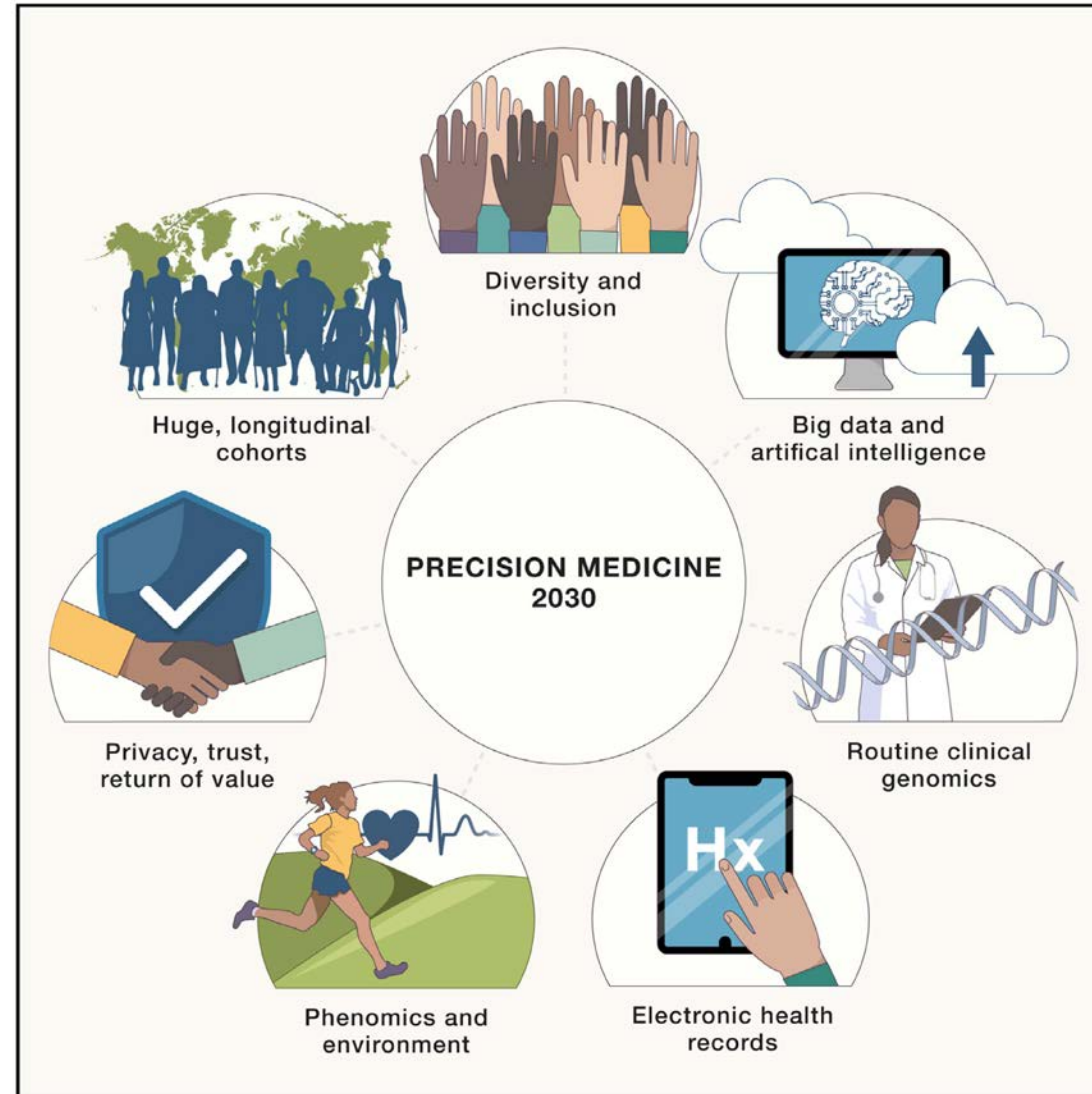 Diversity and
inclusion
Big data and
artifical intelligence
Routine clinical
genomics
Electronic health
records
Phenomics and
environment
Privacy, trust,
return of value
Huge, longitudinal
cohorts
PRECISION MEDICINE
2030
Hx